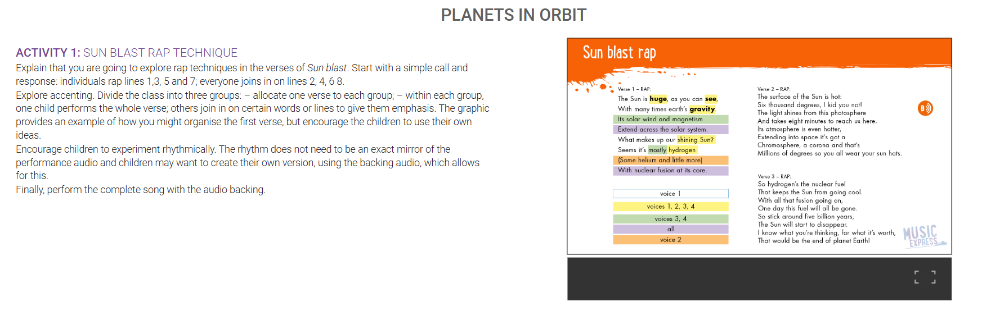 PLANETS IN ORBIT
ACTIVITY 1: SUN BLAST RAP TECHNIQUE
Explain that you are going to explore rap techniques in the verses of Sun blast. Start with a simple call and
response: individuals rap lines 1,3, 5 and 7; everyone joins in on lines 2, 4, 6 8.
Explore accenting. Divide the class into three groups: – allocate one verse to each group; – within each group,
one child performs the whole verse; others join in on certain words or lines to give them emphasis. The graphic
provides an example of how you might organise the first verse, but encourage the children to use their own
ideas.
Encourage children to experiment rhythmically. The rhythm does not need to be an exact mirror of the
performance audio and children may want to create their own version, using the backing audio, which allows
for this.
Finally, perform the complete song with the audio backing.
Sun blast rap
Verse 1 – RAP:
The Sun is huge, as you can see,
With many times earth's gravity.
Its solar wind and magnetism
Extend across the solar system.
What makes up our shining Sun?
Seems it's mostly hydrogen
(Some helium and little more)
With nuclear fusion at its core.
voice 1
voices 1, 2, 3, 4
voices 3, 4
all
voice 2
Verse 2 – RAP:
The surface of the Sun is hot:
Six thousand degrees, I kid you not!
The light shines from this photosphere
And takes eight minutes to reach us here.
Its atmosphere is even hotter,
Extending into space it's got a
Chromosphere, a corona and that's
Millions of degrees so you all wear your sun hats.
Verse 3 – RAP:
So hydrogen's the nuclear fuel
That keeps the Sun from going cool.
With all that fusion going on,
One day this fuel will all be gone.
So stick around five billion years,
The Sun will start to disappear.
I know what you're thinking, for what it's worth,
That would be the end of planet Earth!
B
MUSIC
EXPRESS